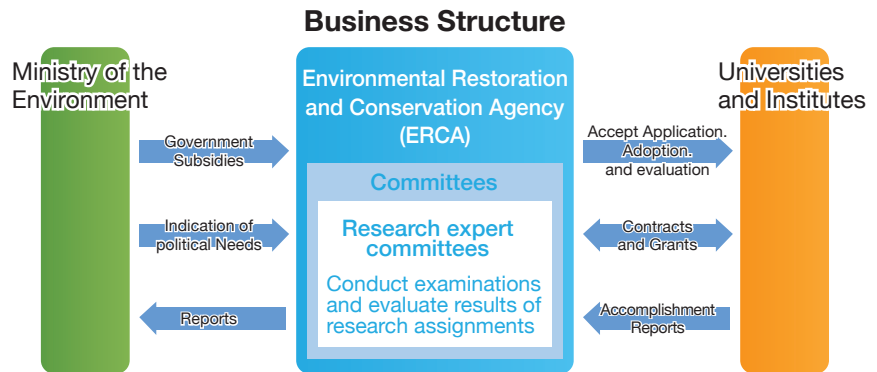 Business Structure
Ministry of the
Environment
Environmental Restoration
and Conservation Agency
(ERCA)
Universities
and Institutes
Government
Subsidies
Accept Application.
Adoption.
and evaluation
Committees
Indication of
political Needs
Research expert
committees
Contracts
and Grants
Conduct examinations
and evaluate results of
research assignments
Reports
Accomplishment
Reports